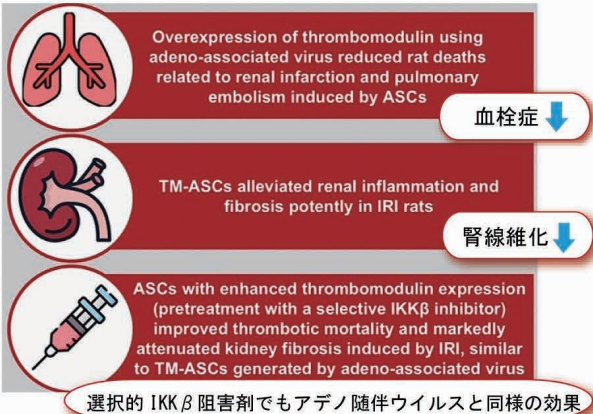 Overexpression of thrombomodulin using
adeno-associated virus reduced rat deaths
related to renal infarction and pulmonary
embolism induced by ASCs
血栓症
TM-ASCs alleviated renal inflammation and
fibrosis potently in IRI rats
腎線維化
ASCs with enhanced thrombomodulin expression
(pretreatment with a selective IKKβ inhibitor)
improved thrombotic mortality and markedly
attenuated kidney fibrosis induced by IRI, similar
to TM-ASCs generated by adeno-associated virus
選択的 IKKβ阻害剤でもアデノ随伴ウイルスと同様の効果